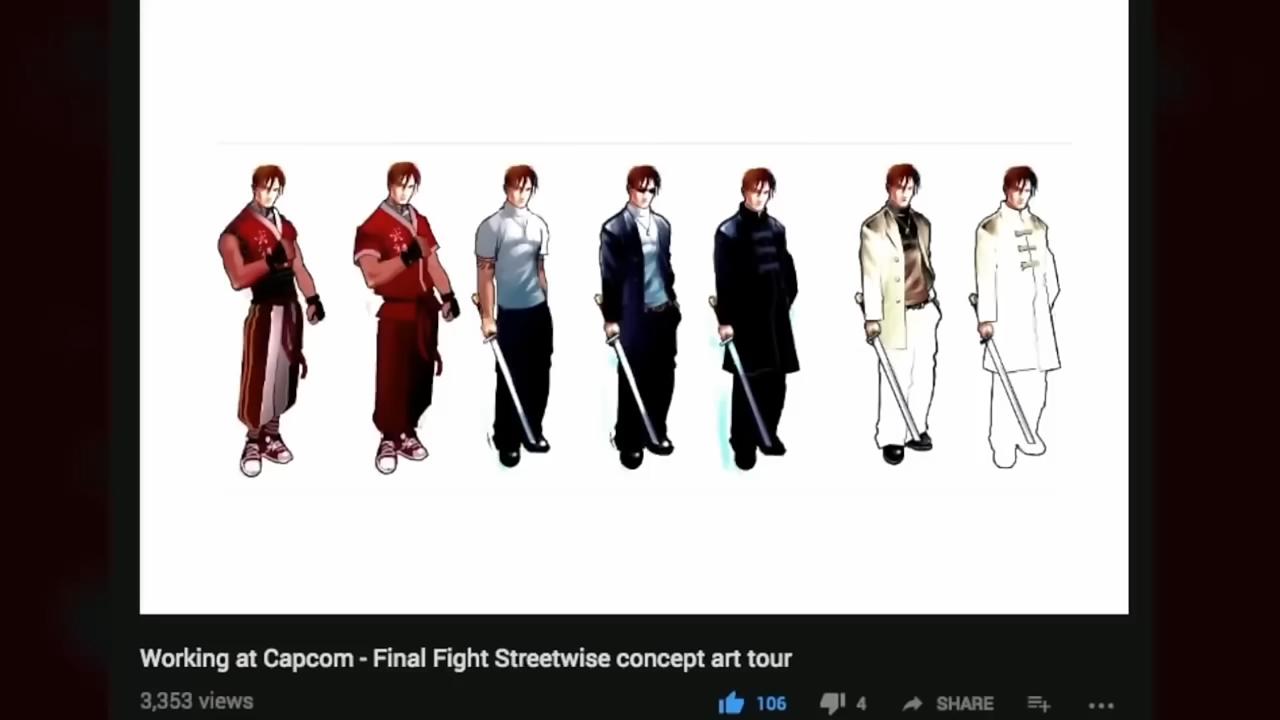 Working at Capcom - Final Fight Streetwise concept art tour
3,353 views
106
4
SHARE